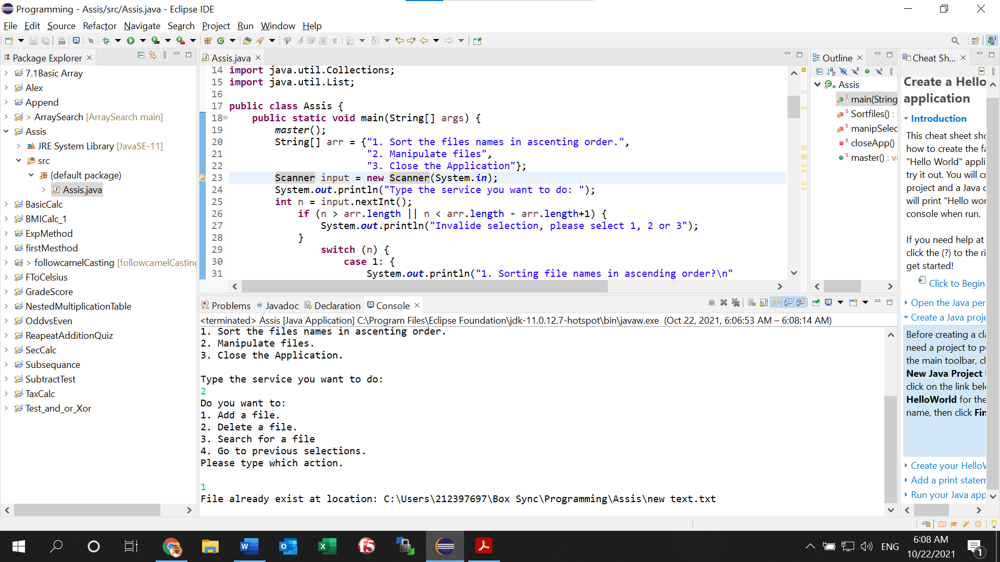 Programming - Assis/src/Assis.java - Eclipse IDE
File Edit Source Refactor Navigate Search Project Run Window Help
Package Explorer
7.1Basic Array
Alex
Append
> ArraySearch [ArraySearch main]
Assis
JRE System Library [JavaSE-11]
src
(default package)
Assis.java
BasicCalc
BMICalc_1
ExpMethod
firstMesthod
> followcamelCasting [followcamelCasting
FToCelsius
GradeScore
NestedMultiplicationTable
OddvsEven
ReapeatAdditionQuiz
SecCalc
Subsequance
SubtractTest
TaxCalc
Test_and_or_Xor
Assis.java
14 import java.util.Collections;
15 import java.util.List;
16
17 public class Assis {
18 public static void main(String[] args) {
19 master();
20 String[] arr = {"1. Sort the files names in ascenting order.",
21 "2. Manipulate files",
22 "3. Close the Application"};
23 Scanner input = new Scanner(System.in);
24 System.out.println("Type the service you want to do: ");
25 int n = input.nextInt();
26 if (n > arr.length || n < arr.length - arr.length+1) {
27 System.out.println("Invalide selection, please select 1, 2 or 3");
28 }
29 switch (n) {
30 case 1: {
31 System.out.println("1. Sorting file names in ascending order?\n"
Problems @ Javadoc Declaration Console
<terminated> Assis [Java Application] C:\Program Files\Eclipse Foundation\jdk-11.0.12.7-hotspot\bin\javaw.exe (Oct 22, 2021, 6:06:53 AM – 6:08:14 AM)
1. Sort the files names in ascenting order.
2. Manipulate files.
3. Close the Application.
Type the service you want to do:
2
Do you want to:
1. Add a file.
2. Delete a file.
3. Search for a file
4. Go to previous selections.
Please type which action.
1
File already exist at location: C:\Users\212397697\Box Sync\Programming\Assis\new text.txt
Outline
Assis
main(String
Sortfiles() :
manipSelec
closeApp()
master() : v
Cheat Sh...
Create a Hello
application
Introduction
This cheat sheet sho
how to create the fa
"Hello World" appli
try it out. You will cr
project and a Java c
will print "Hello wor
console when run.
If you need help at
click the (?) to the ri
get started!
Click to Begin
Open the Java per
Create a Java proje
Before creating a cla
need a project to pu
the main toolbar, cl
New Java Project
click on the link bel
HelloWorld for the
name, then click Fin
Create your HelloW
Add a print statem
Run your Java app
ENG
6:08 AM
10/22/2021
1